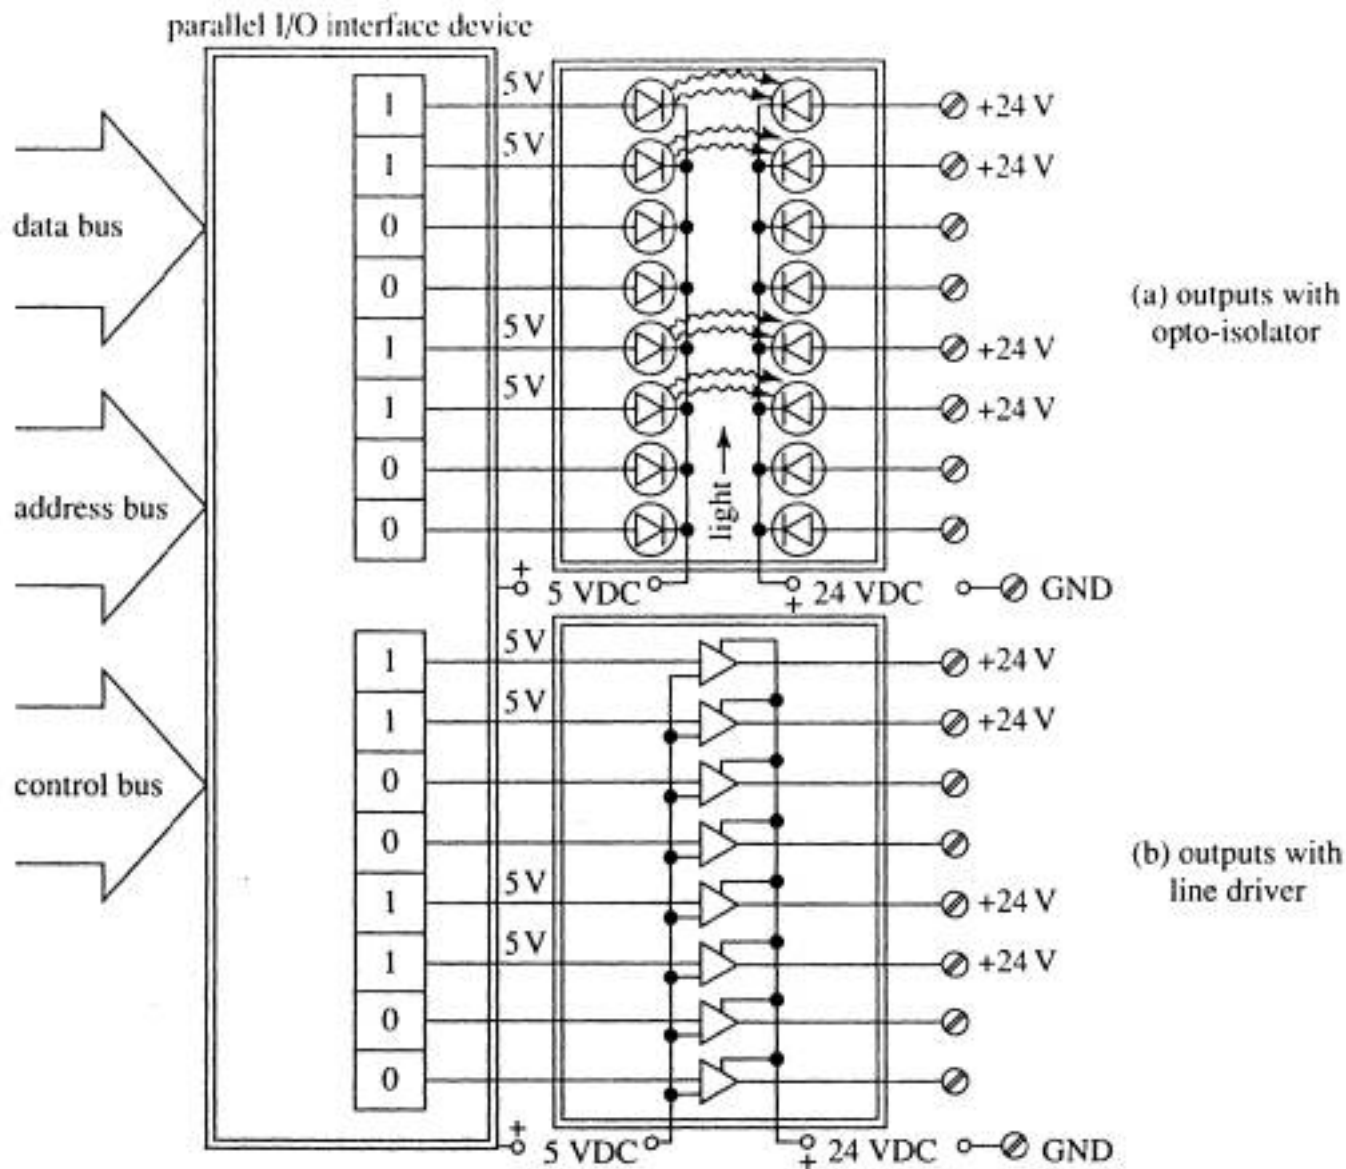 parallel I/O interface device
1 5 V +24 V
1 5 V +24 V
data bus
0
0
(a) outputs with
opto-isolator
1 5 V +24 V
1 5 V +24 V
0
address bus
light
0
+ 5 VDC + 24 VDC GND
1 5 V +24 V
1 5 V +24 V
control bus
0
0
(b) outputs with
line driver
1 5 V +24 V
1 5 V +24 V
0
0
+ 5 VDC + 24 VDC GND